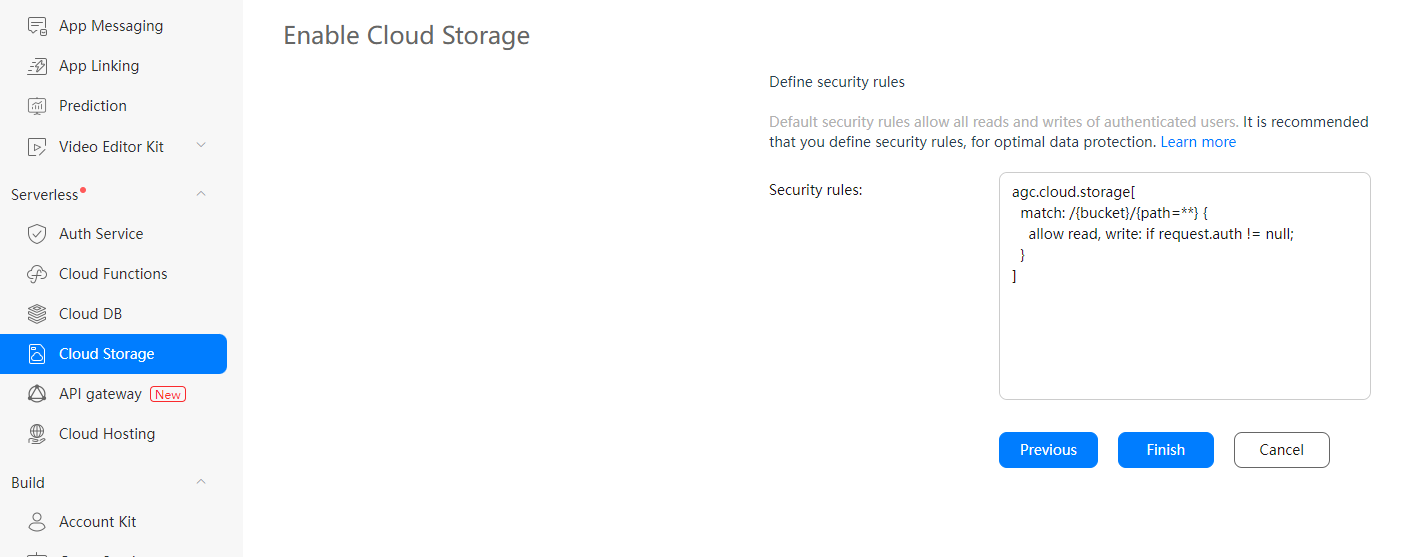 App Messaging
App Linking
Prediction
Video Editor Kit
Serverless
Auth Service
Cloud Functions
Cloud DB
Cloud Storage
API gateway New
Cloud Hosting
Build
Account Kit
Enable Cloud Storage
Define security rules
Default security rules allow all reads and writes of authenticated users. It is recommended
that you define security rules, for optimal data protection. Learn more
Security rules:
agc.cloud.storage[
match: /{bucket}/{path=**} {
allow read, write: if request.auth != null;
}
]
Previous Finish Cancel